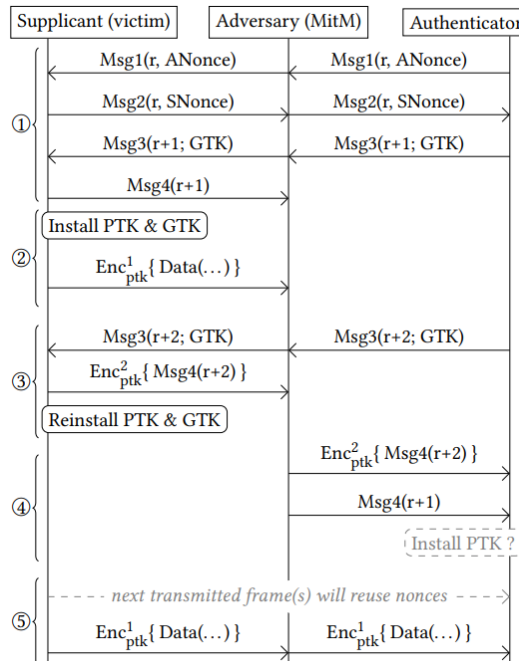 Supplicant (victim) Adversary (MitM) Authenticator
Msg1(r, ANonce) Msg1(r, ANonce)
Msg2(r, SNonce) Msg2(r, SNonce)
①
Msg3(r+1; GTK) Msg3(r+1; GTK)
Msg4(r+1)
Install PTK & GTK
②
Enc¹ₚₜₖ{ Data(…) }
Msg3(r+2; GTK) Msg3(r+2; GTK)
③
Enc²ₚₜₖ{ Msg4(r+2) }
Reinstall PTK & GTK
Enc²ₚₜₖ{ Msg4(r+2) }
④
Msg4(r+1)
Install PTK ?
next transmitted frame(s) will reuse nonces
⑤
Enc¹ₚₜₖ{ Data(…) } Enc¹ₚₜₖ{ Data(…) }